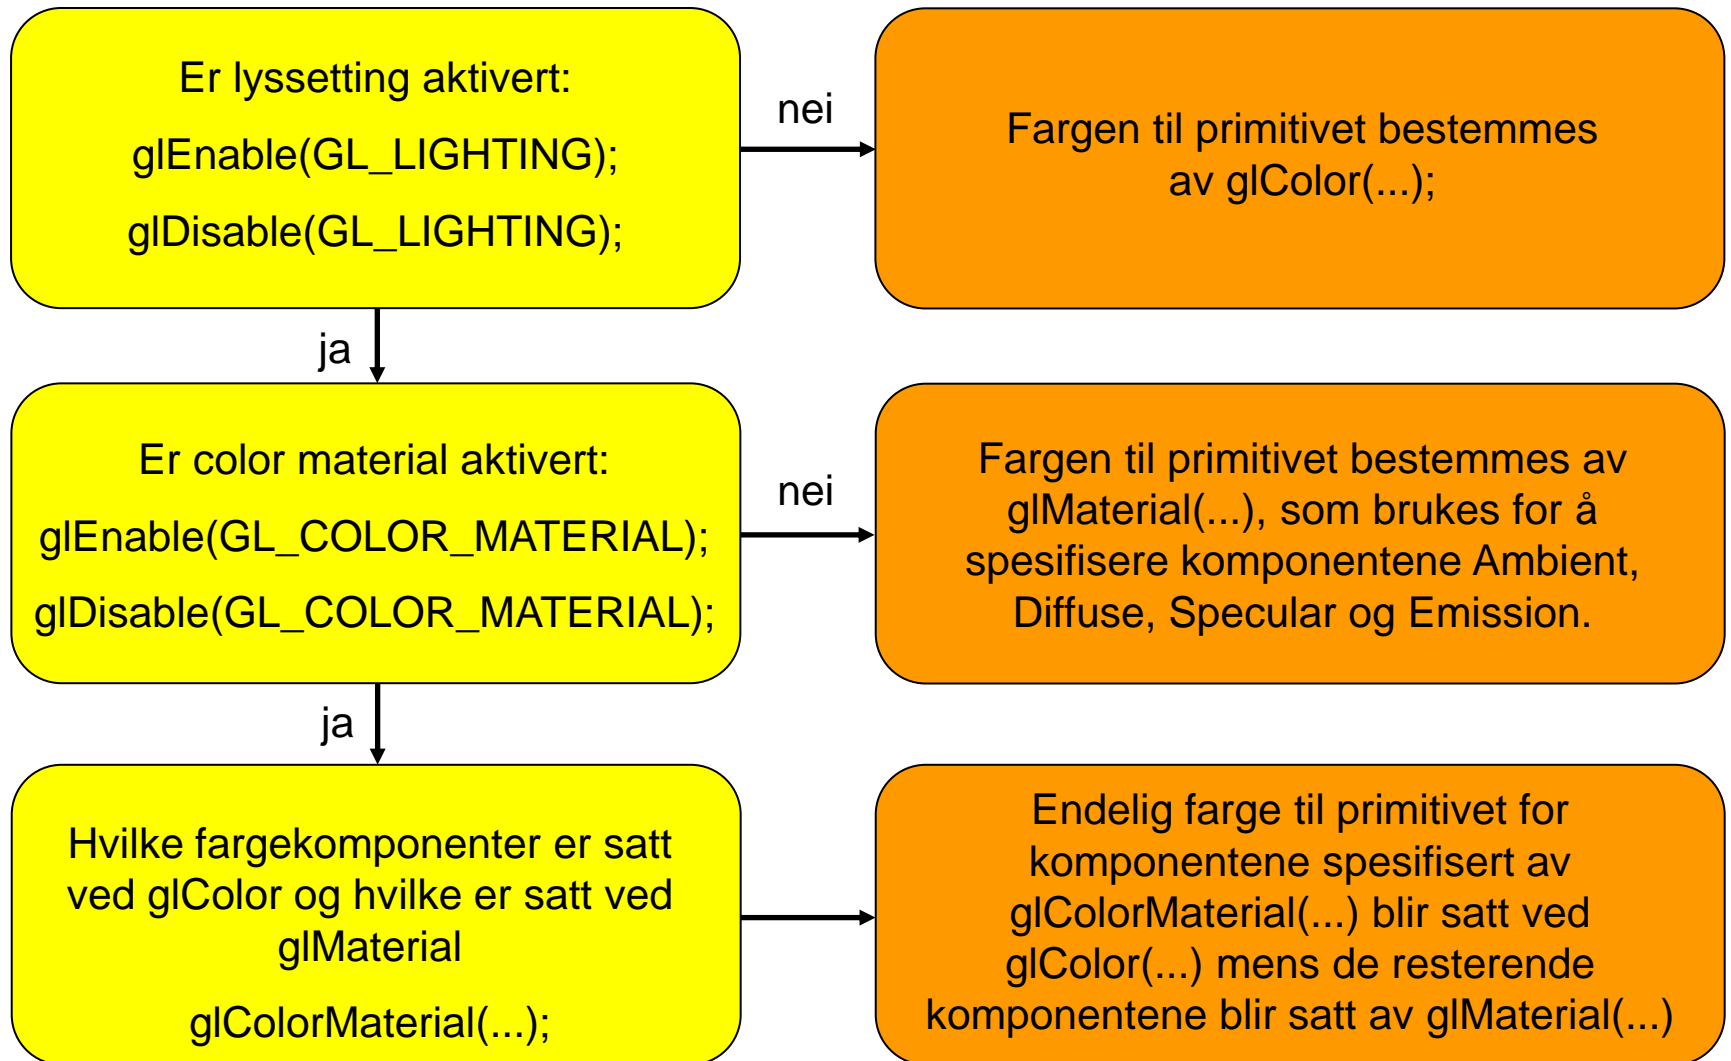 Er lyssetting aktivert:
glEnable(GL_LIGHTING);
glDisable(GL_LIGHTING);
nei
Fargen til primitivet bestemmes
av glColor(...);
ja
Er color material aktivert:
glEnable(GL_COLOR_MATERIAL);
glDisable(GL_COLOR_MATERIAL);
nei
Fargen til primitivet bestemmes av
glMaterial(...), som brukes for å
spesifisere komponentene Ambient,
Diffuse, Specular og Emission.
ja
Hvilke fargekomponenter er satt
ved glColor og hvilke er satt ved
glMaterial
glColorMaterial(...);
Endelig farge til primitivet for
komponentene spesifisert av
glColorMaterial(...) blir satt ved
glColor(...) mens de resterende
komponentene blir satt av glMaterial(...)